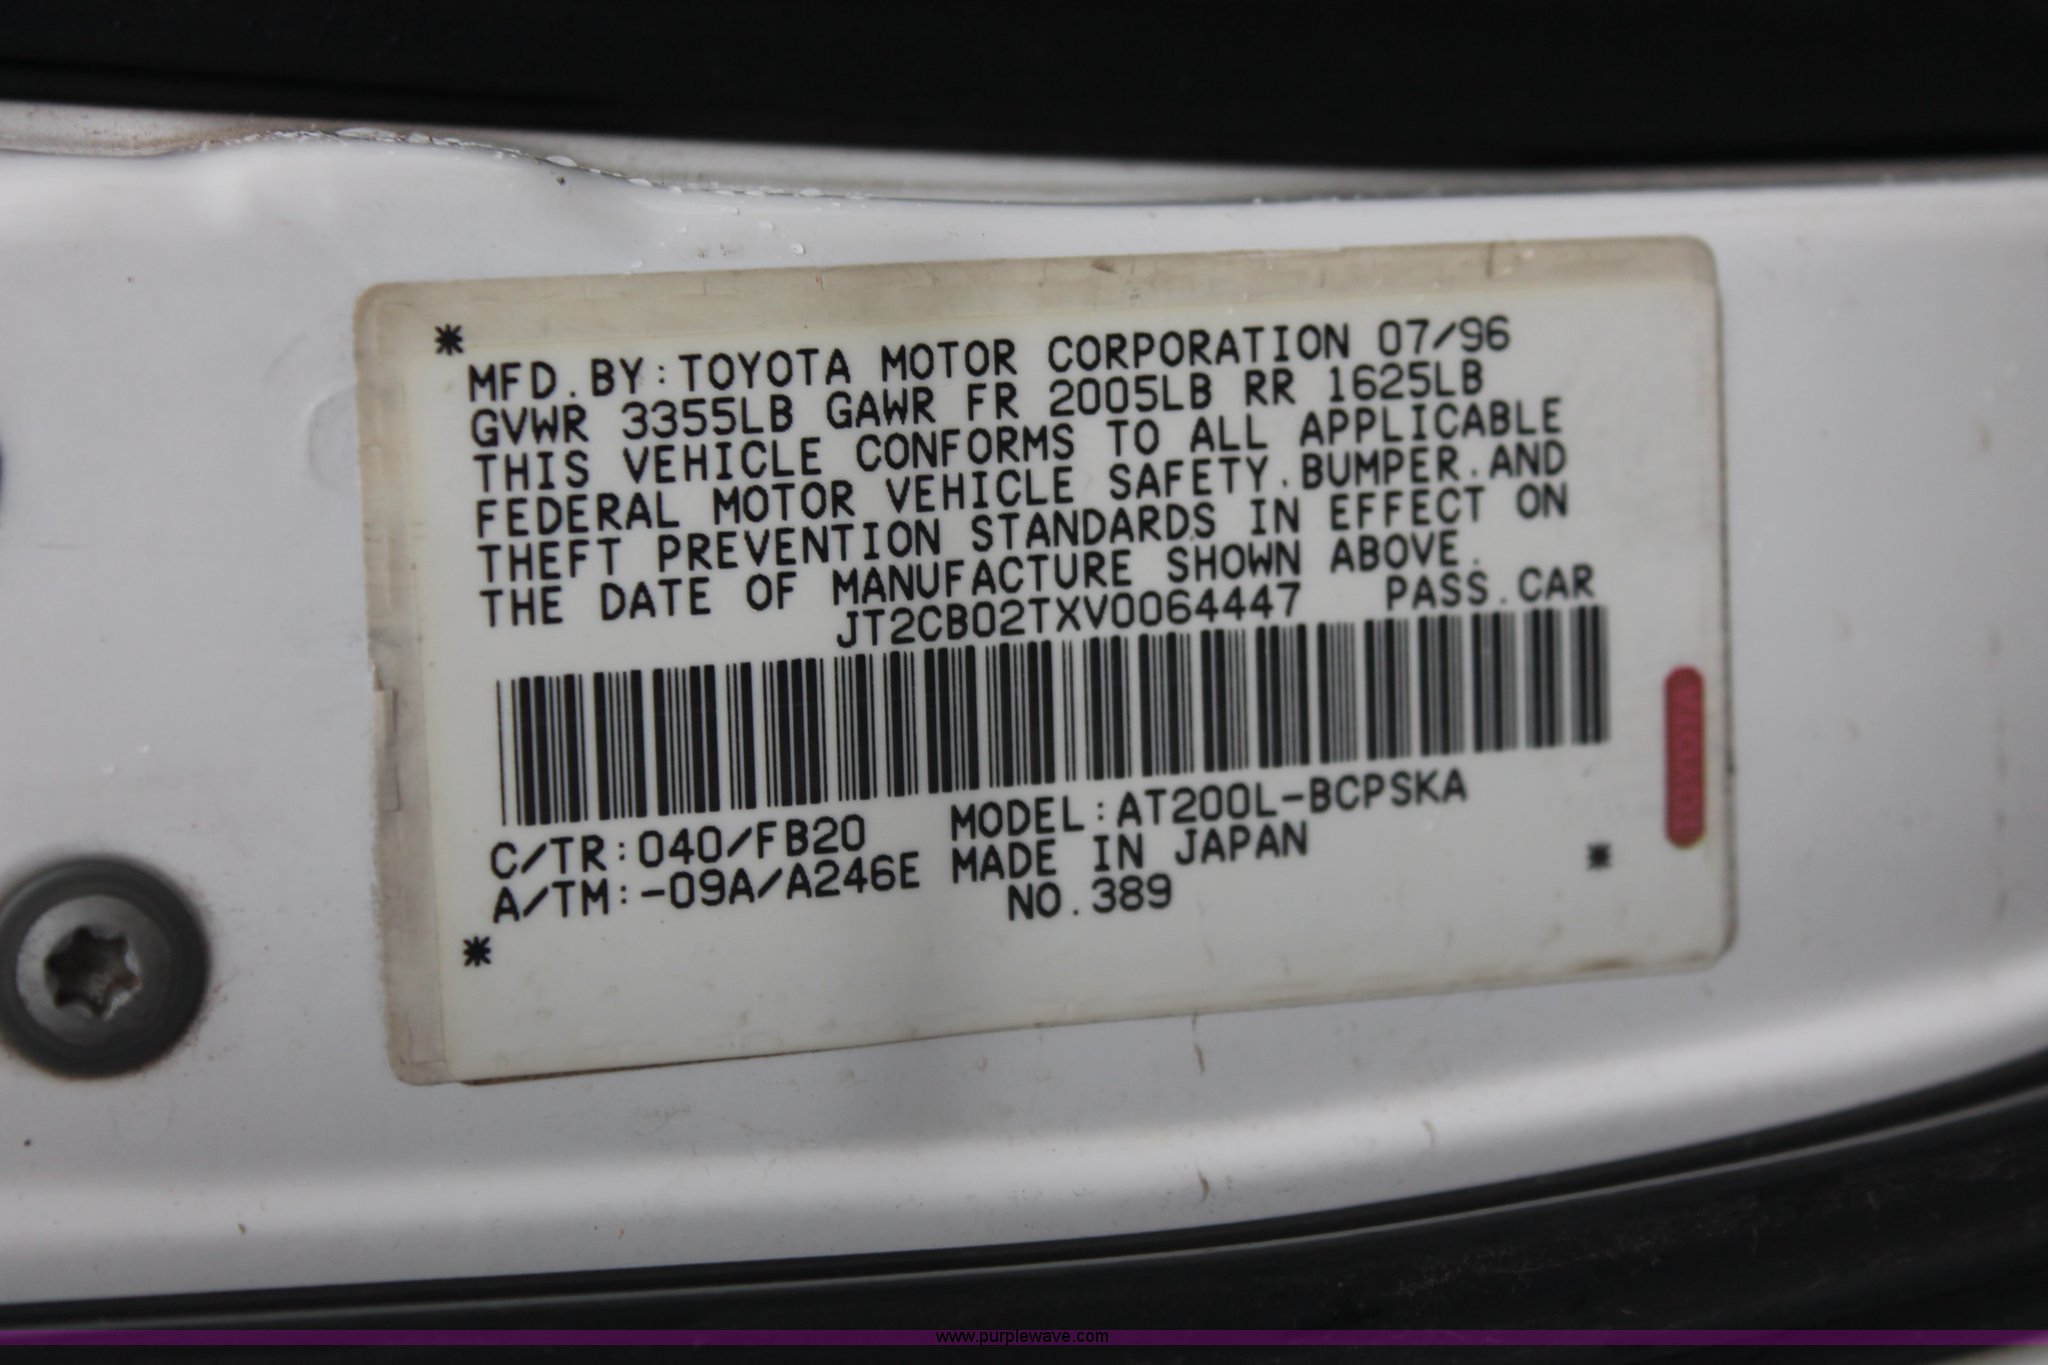 *
MFD.BY:TOYOTA MOTOR CORPORATION 07/96
GVWR 3355LB GAWR FR 2005LB RR 1625LB
THIS VEHICLE CONFORMS TO ALL APPLICABLE
FEDERAL MOTOR VEHICLE SAFETY.BUMPER.AND
THEFT PREVENTION STANDARDS IN EFFECT ON
THE DATE OF MANUFACTURE SHOWN ABOVE.
JT2CB02TXV0064447 PASS.CAR
C/TR:040/FB20 MODEL:AT200L-BCPSKA
A/TM:-09A/A246E MADE IN JAPAN
NO.389 *
*
www.purplewave.com